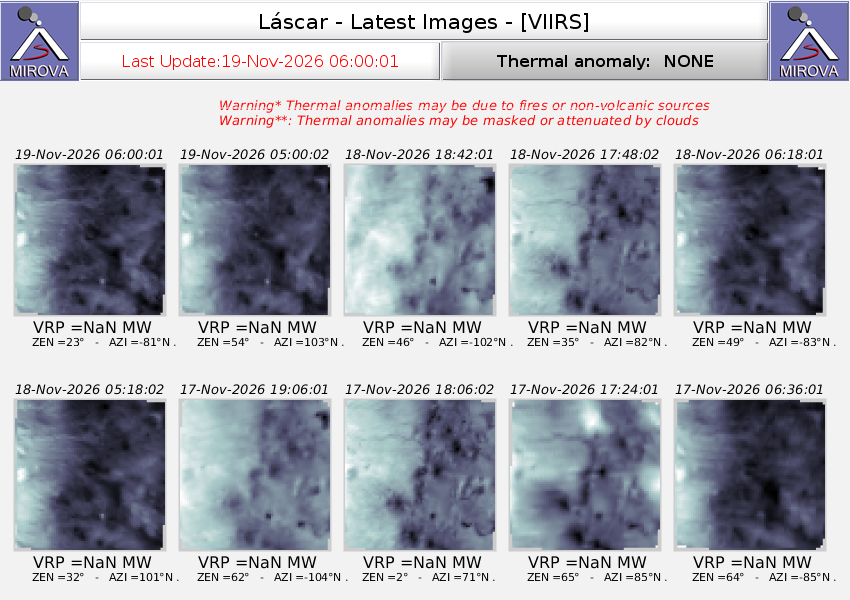 Láscar - Latest Images - [VIIRS]
MIROVA
Last Update:19-Nov-2026 06:00:01
Thermal anomaly: NONE
MIROVA
Warning* Thermal anomalies may be due to fires or non-volcanic sources
Warning**: Thermal anomalies may be masked or attenuated by clouds
19-Nov-2026 06:00:01 19-Nov-2026 05:00:02 18-Nov-2026 18:42:01 18-Nov-2026 17:48:02 18-Nov-2026 06:18:01
VRP =NaN MW VRP =NaN MW VRP =NaN MW VRP =NaN MW VRP =NaN MW
ZEN =23° - AZI =-81°N . ZEN =54° - AZI =103°N . ZEN =46° - AZI =-102°N . ZEN =35° - AZI =82°N . ZEN =49° - AZI =-83°N .
18-Nov-2026 05:18:02 17-Nov-2026 19:06:01 17-Nov-2026 18:06:02 17-Nov-2026 17:24:01 17-Nov-2026 06:36:01
VRP =NaN MW VRP =NaN MW VRP =NaN MW VRP =NaN MW VRP =NaN MW
ZEN =32° - AZI =101°N . ZEN =62° - AZI =-104°N . ZEN =2° - AZI =71°N . ZEN =65° - AZI =85°N . ZEN =64° - AZI =-85°N .